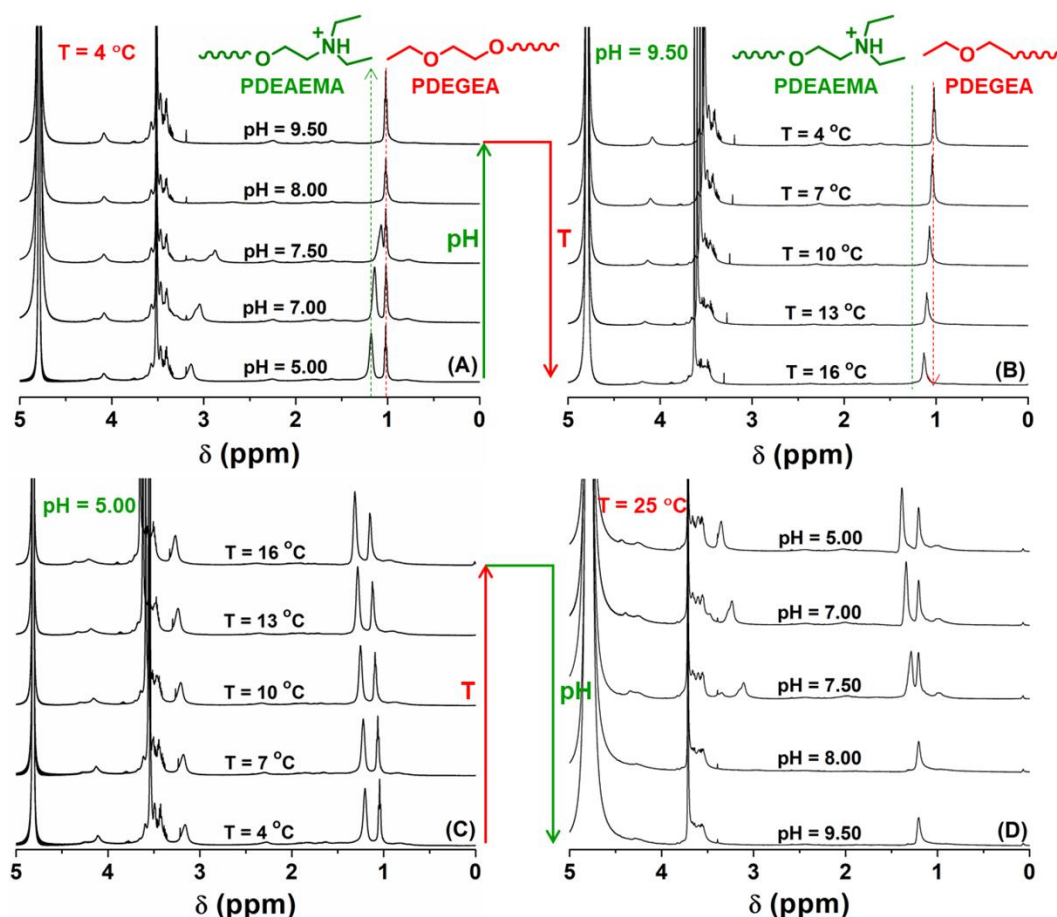 T = 4 °C
+
NH
O
PDEAEMA
O
O
PDEGEA
pH = 9.50
pH = 8.00
pH = 7.50
pH = 7.00
pH = 5.00
(A)
5 4 3 2 1 0
δ (ppm)
pH
T
pH = 9.50
+
NH
O
PDEAEMA
O
PDEGEA
T = 4 °C
T = 7 °C
T = 10 °C
T = 13 °C
T = 16 °C
(B)
5 4 3 2 1 0
δ (ppm)
pH = 5.00
T = 16 °C
T = 13 °C
T = 10 °C
T = 7 °C
T = 4 °C
(C)
5 4 3 2 1 0
δ (ppm)
T
pH
T = 25 °C
pH = 5.00
pH = 7.00
pH = 7.50
pH = 8.00
pH = 9.50
(D)
5 4 3 2 1 0
δ (ppm)